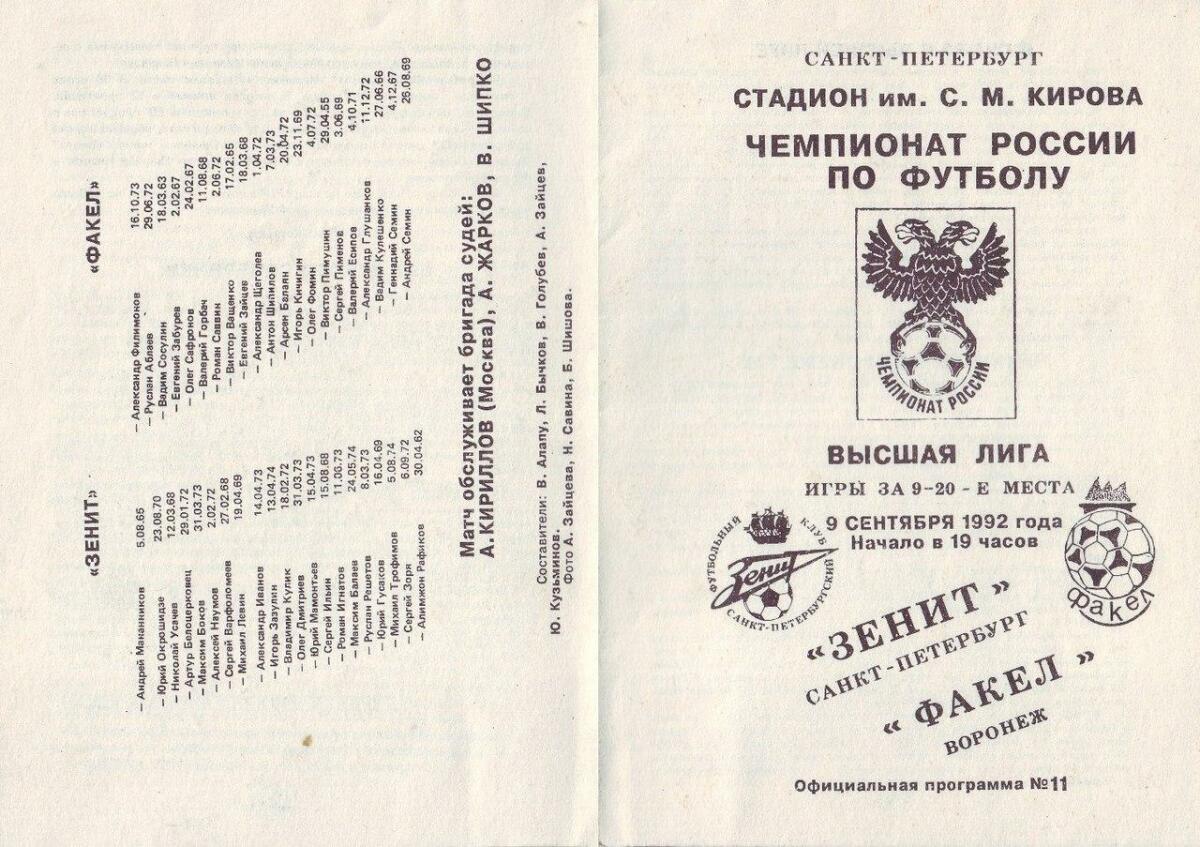 «ЗЕНИТ»
– Андрей Мананников 5.08.65
– Юрий Окрошидзе 23.08.70
– Николай Усачев 12.03.68
– Артур Белоцерковец 29.01.72
– Максим Боков 31.03.73
– Алексей Наумов 2.02.72
– Сергей Варфоломеев 27.02.68
– Михаил Левин 19.04.69
– Александр Иванов 14.04.73
– Игорь Зазулин 13.04.74
– Владимир Кулик 18.02.72
– Олег Дмитриев 31.03.73
– Юрий Мамонтьев 15.04.73
– Сергей Ильин 15.08.68
– Роман Игнатов 11.06.73
– Максим Балаев 24.05.74
– Руслан Решетов 8.03.73
– Юрий Гусаков 16.04.69
– Михаил Трофимов 5.08.74
– Сергей Зоря 6.09.72
– Алимжон Рафиков 30.04.62
«ФАКЕЛ»
– Александр Филимонов 16.10.73
– Руслан Аблаев 29.06.72
– Вадим Сосулин 18.03.63
– Евгений Забурев 2.02.67
– Олег Сафронов 24.02.67
– Валерий Горбач 11.08.68
– Роман Саввин 2.06.72
– Виктор Ващенко 17.02.65
– Евгений Зайцев 18.03.68
– Александр Щеголев 1.04.72
– Антон Шипилов 7.03.73
– Арсен Балаян 20.04.72
– Игорь Кичигин 23.11.69
– Олег Фомин 4.07.72
– Виктор Пимушин 29.04.55
– Сергей Пименов 3.06.69
– Валерий Есипов 4.10.71
– Александр Глушанков 11.12.72
– Вадим Кулешенко 27.06.66
– Геннадий Семин 4.12.67
– Андрей Семин 26.08.69
Матч обслуживает бригада судей:
А.КИРИЛЛОВ (Москва), А. ЖАРКОВ, В. ШИПКО
Составители: В. Алапу, Л. Бычков, В. Голубев, А. Зайцев,
Ю. Кузьминов.
Фото А. Зайцева, Н. Савина, Б. Шишова.
САНКТ-ПЕТЕРБУРГ
СТАДИОН им. С. М. КИРОВА
ЧЕМПИОНАТ РОССИИ
ПО ФУТБОЛУ
ЧЕМПИОНАТ РОССИИ
ВЫСШАЯ ЛИГА
ИГРЫ ЗА 9-20-Е МЕСТА
9 СЕНТЯБРЯ 1992 года
Начало в 19 часов
ФУТБОЛЬНЫЙ КЛУБ
Зенит
САНКТ-ПЕТЕРБУРГСКИЙ
факел
«ЗЕНИТ»
САНКТ-ПЕТЕРБУРГ
«ФАКЕЛ»
ВОРОНЕЖ
Официальная программа №11